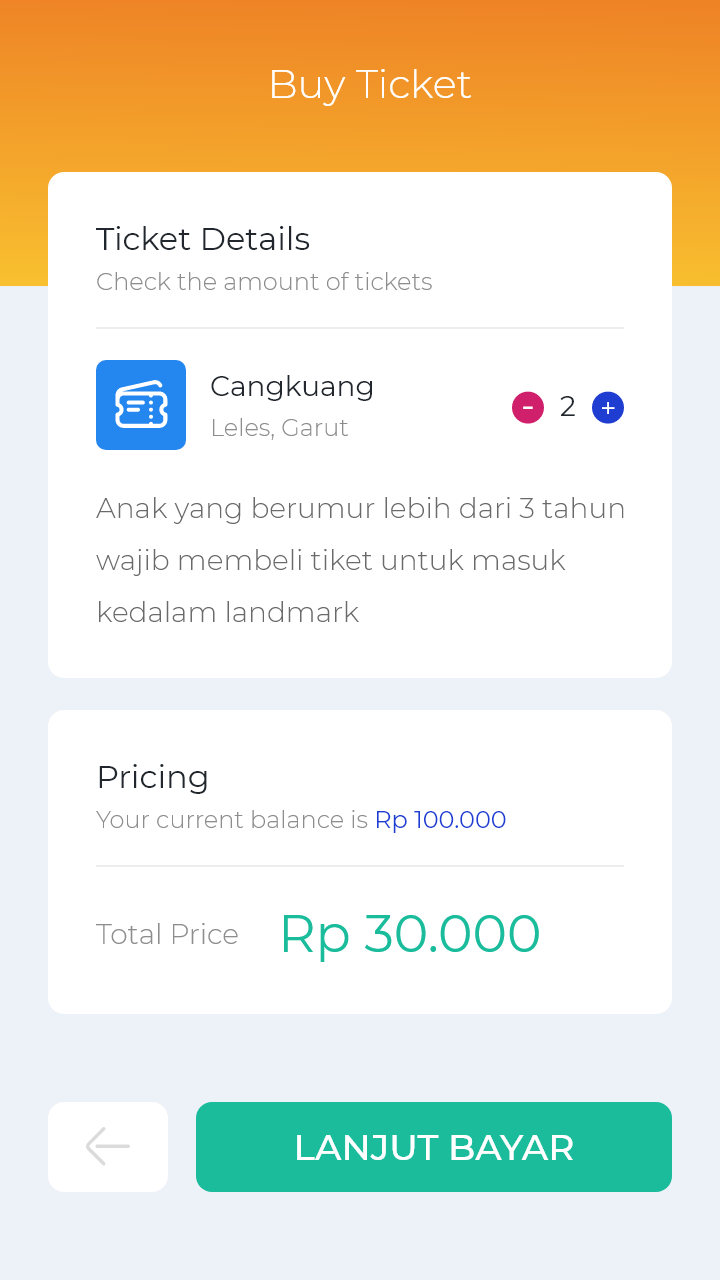 Buy Ticket
Ticket Details
Check the amount of tickets
Cangkuang
Leles, Garut
- 2 +
Anak yang berumur lebih dari 3 tahun
wajib membeli tiket untuk masuk
kedalam landmark
Pricing
Your current balance is Rp 100.000
Total Price Rp 30.000
LANJUT BAYAR